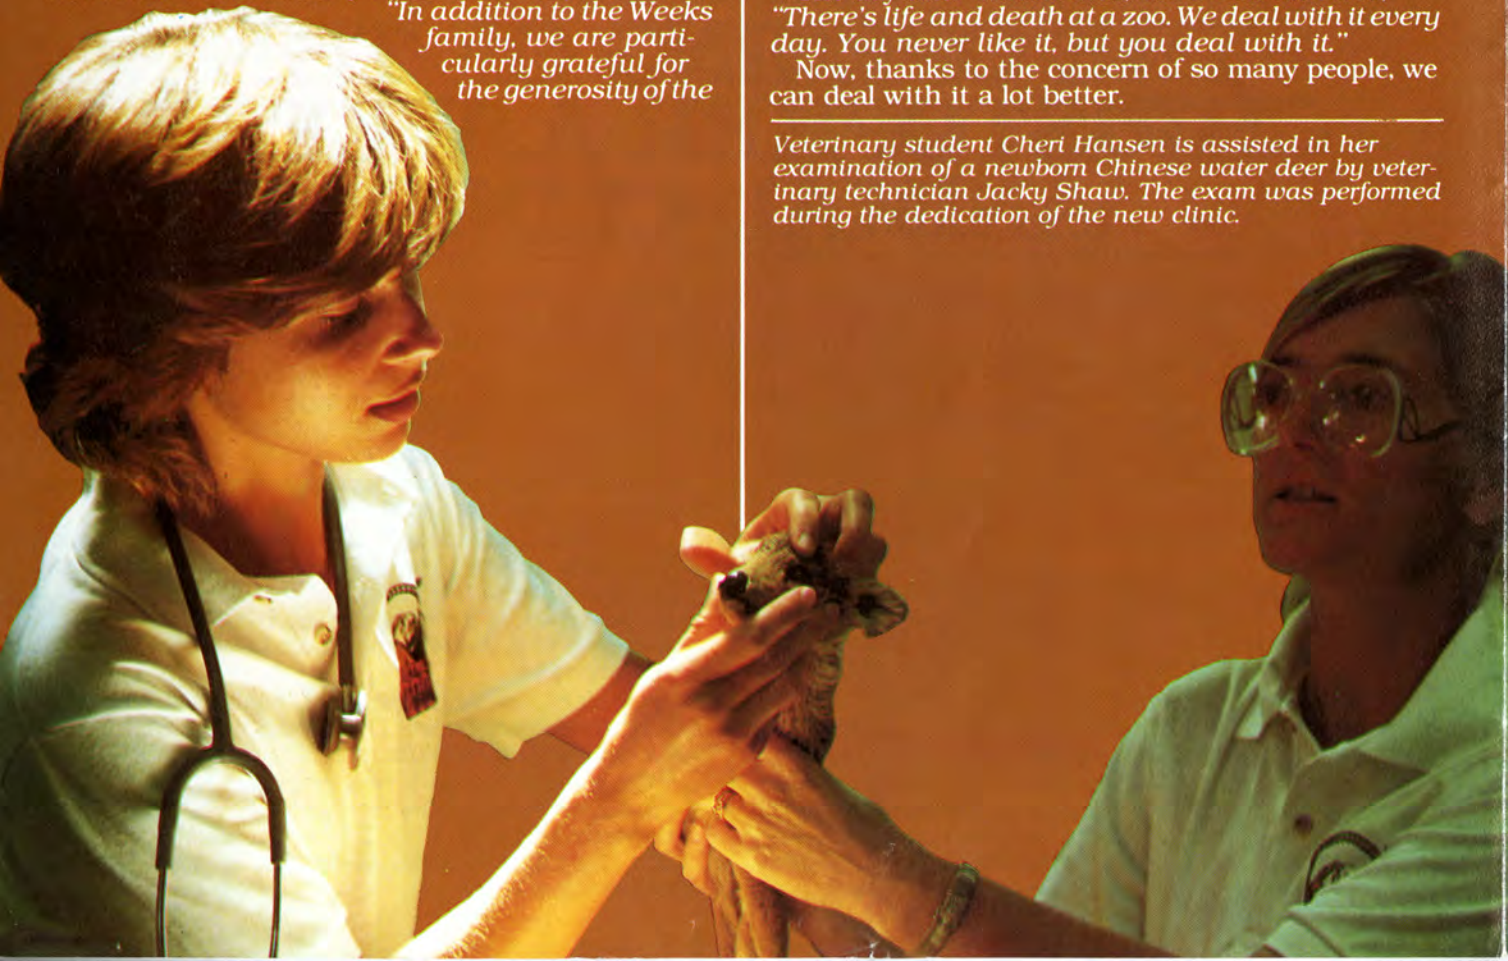 "In addition to the Weeks
family, we are parti-
cularly grateful for
the generosity of the
"There's life and death at a zoo. We deal with it every
day. You never like it, but you deal with it."
Now, thanks to the concern of so many people, we
can deal with it a lot better.
Veterinary student Cheri Hansen is assisted in her
examination of a newborn Chinese water deer by veter-
inary technician Jacky Shaw. The exam was performed
during the dedication of the new clinic.